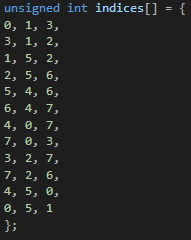 unsigned int indices[] = {
0, 1, 3,
3, 1, 2,
1, 5, 2,
2, 5, 6,
5, 4, 6,
6, 4, 7,
4, 0, 7,
7, 0, 3,
3, 2, 7,
7, 2, 6,
4, 5, 0,
0, 5, 1
};